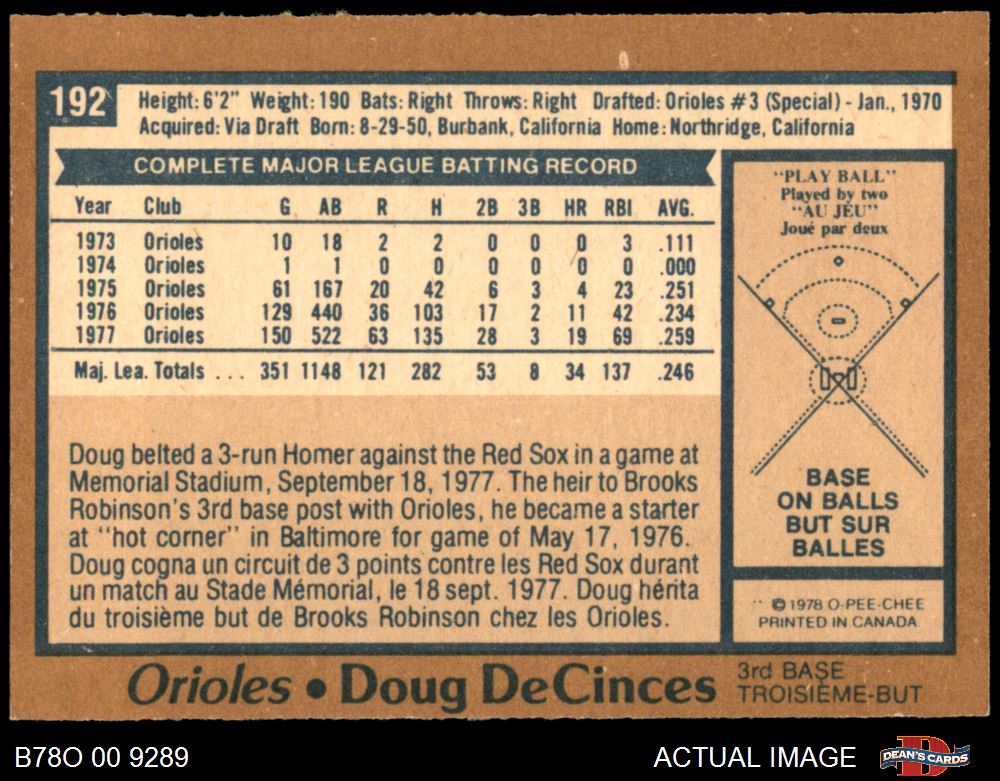 192
Height: 6'2" Weight: 190 Bats: Right Throws: Right Drafted: Orioles #3 (Special) - Jan., 1970
Acquired: Via Draft Born: 8-29-50, Burbank, California Home: Northridge, California
COMPLETE MAJOR LEAGUE BATTING RECORD
Year Club G AB R H 2B 3B HR RBI AVG.
1973 Orioles 10 18 2 2 0 0 0 3 .111
1974 Orioles 1 1 0 0 0 0 0 0 .000
1975 Orioles 61 167 20 42 6 3 4 23 .251
1976 Orioles 129 440 36 103 17 2 11 42 .234
1977 Orioles 150 522 63 135 28 3 19 69 .259
Maj. Lea. Totals ... 351 1148 121 282 53 8 34 137 .246
Doug belted a 3-run Homer against the Red Sox in a game at
Memorial Stadium, September 18, 1977. The heir to Brooks
Robinson's 3rd base post with Orioles, he became a starter
at "hot corner" in Baltimore for game of May 17, 1976.
Doug cogna un circuit de 3 points contre les Red Sox durant
un match au Stade Mémorial, le 18 sept. 1977. Doug hérita
du troisième but de Brooks Robinson chez les Orioles.
"PLAY BALL"
Played by two
"AU JEU"
Joué par deux
BASE
ON BALLS
BUT SUR
BALLES
©1978 O-PEE-CHEE
PRINTED IN CANADA
Orioles • Doug DeCinces
3rd BASE
TROISIÈME-BUT
B78O 00 9289
ACTUAL IMAGE
DEAN'S CARDS